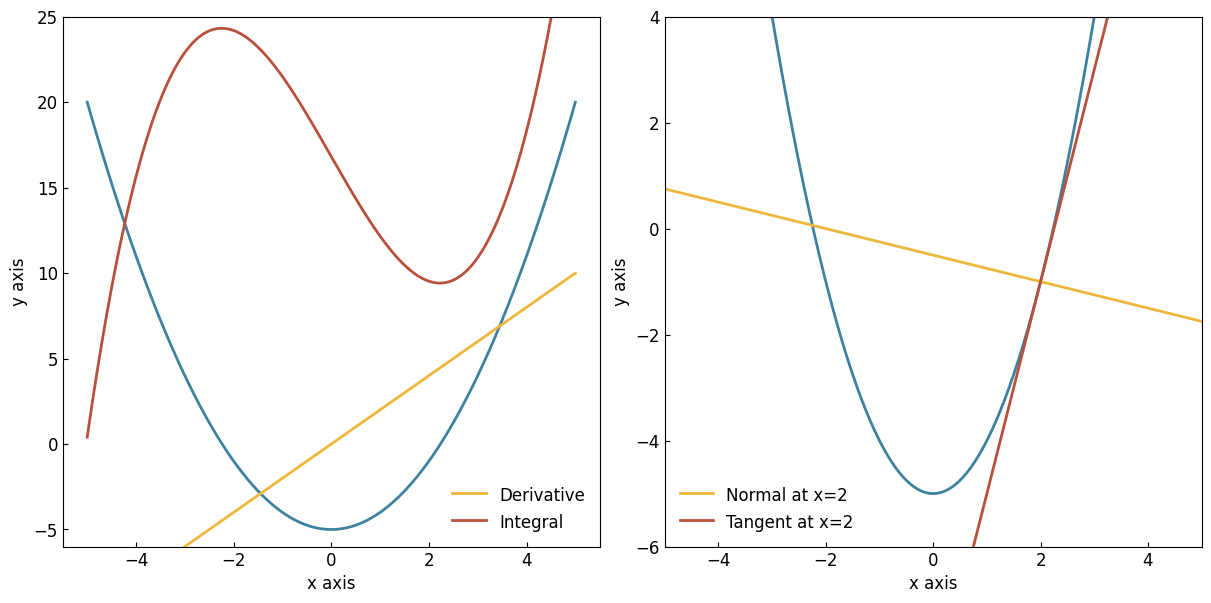 25
20
15
10
5
0
−5
y axis
−4 −2 0 2 4
x axis
Derivative
Integral
4
2
0
−2
−4
−6
y axis
−4 −2 0 2 4
x axis
Normal at x=2
Tangent at x=2